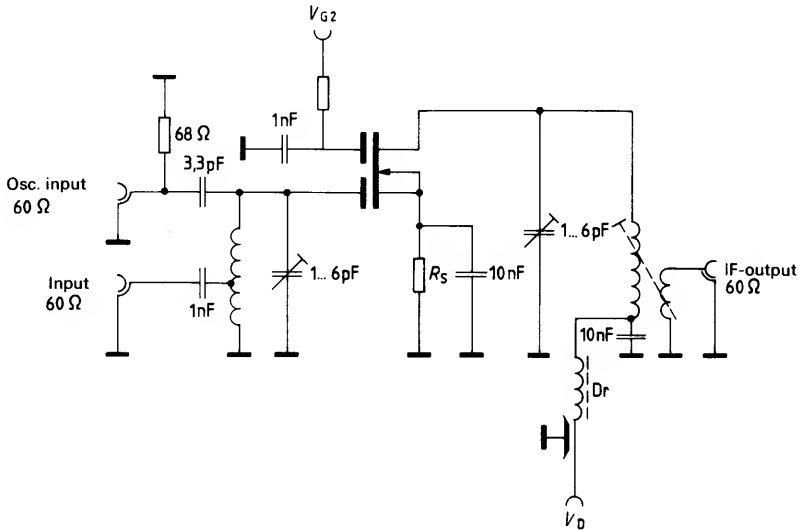 V_G2
1nF
68 Ω
3,3pF
Osc. input
60 Ω
1... 6pF
R_S
10nF
1... 6pF
Input
60 Ω
1nF
IF-output
60 Ω
10nF
Dr
V_D